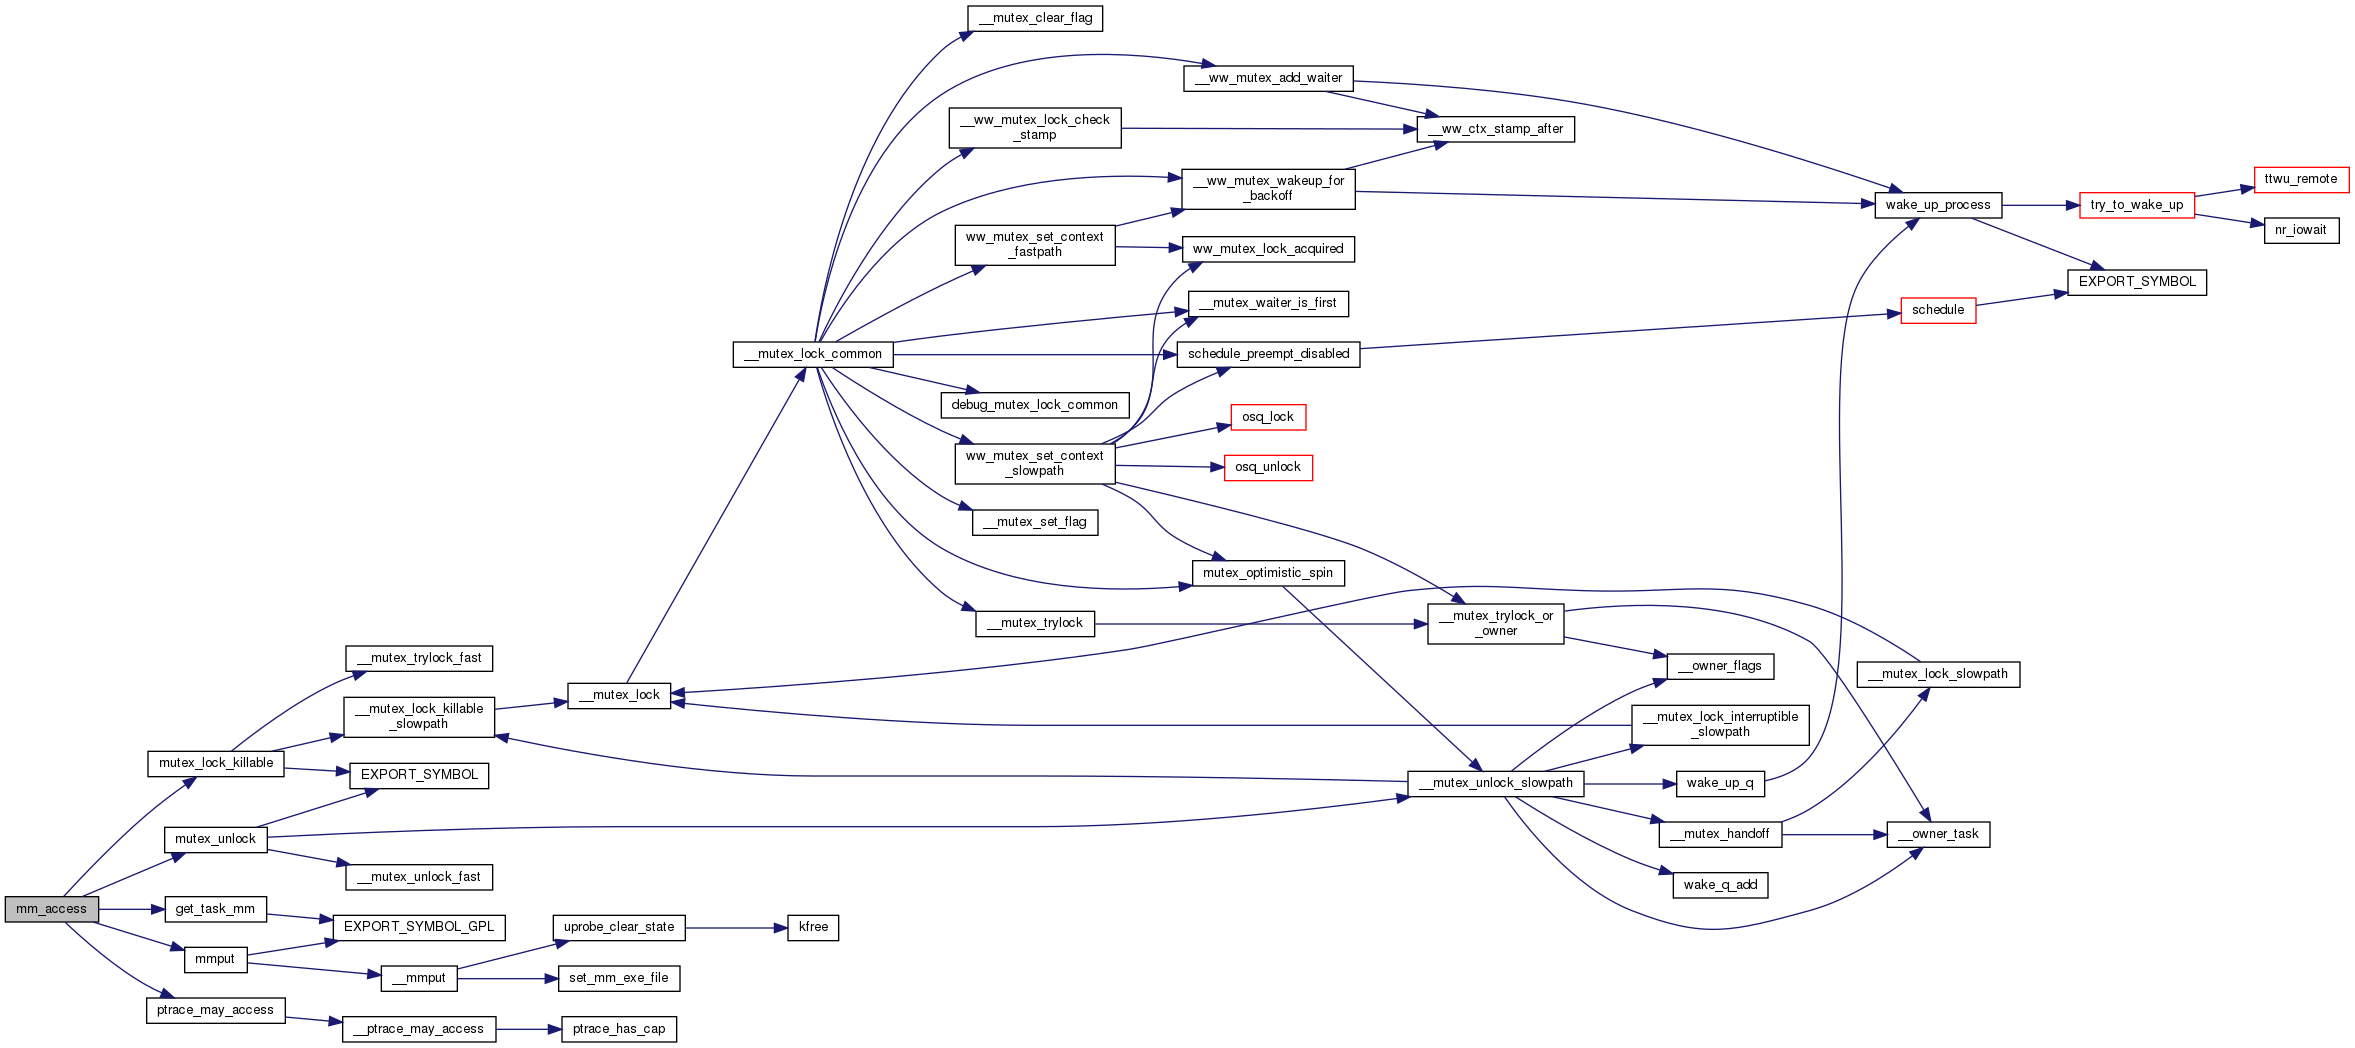 __mutex_clear_flag
__ww_mutex_add_waiter
__ww_mutex_lock_check
_stamp
__ww_ctx_stamp_after
__ww_mutex_wakeup_for
_backoff
ttwu_remote
wake_up_process
try_to_wake_up
nr_iowait
ww_mutex_set_context
_fastpath
ww_mutex_lock_acquired
EXPORT_SYMBOL
__mutex_waiter_is_first
schedule
__mutex_lock_common
schedule_preempt_disabled
debug_mutex_lock_common
osq_lock
ww_mutex_set_context
_slowpath
osq_unlock
__mutex_set_flag
mutex_optimistic_spin
__mutex_trylock
__mutex_trylock_or
_owner
__mutex_trylock_fast
__owner_flags
__mutex_lock_slowpath
__mutex_lock
__mutex_lock_killable
_slowpath
__mutex_lock_interruptible
_slowpath
mutex_lock_killable
EXPORT_SYMBOL
__mutex_unlock_slowpath
wake_up_q
mutex_unlock
__mutex_handoff
__owner_task
__mutex_unlock_fast
wake_q_add
mm_access
get_task_mm
EXPORT_SYMBOL_GPL
uprobe_clear_state
kfree
mmput
__mmput
set_mm_exe_file
ptrace_may_access
__ptrace_may_access
ptrace_has_cap